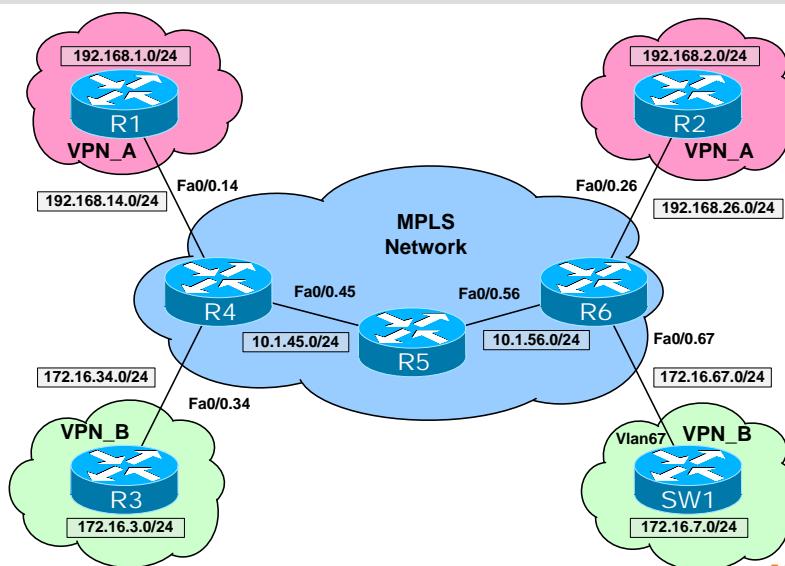 192.168.1.0/24
R1
VPN_A
192.168.2.0/24
R2
VPN_A
Fa0/0.14
192.168.14.0/24
Fa0/0.26
192.168.26.0/24
MPLS
Network
R4
Fa0/0.45
10.1.45.0/24
R5
Fa0/0.56
10.1.56.0/24
R6
Fa0/0.67
172.16.34.0/24
Fa0/0.34
172.16.67.0/24
VPN_B
R3
172.16.3.0/24
Vlan67
VPN_B
SW1
172.16.7.0/24